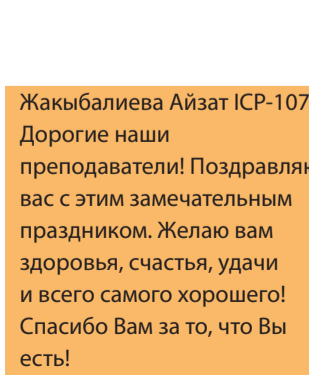 Жакыбалиева Айзат ICP-107
Дорогие наши
преподаватели! Поздравляю
вас с этим замечательным
праздником. Желаю вам
здоровья, счастья, удачи
и всего самого хорошего!
Спасибо Вам за то, что Вы
есть!